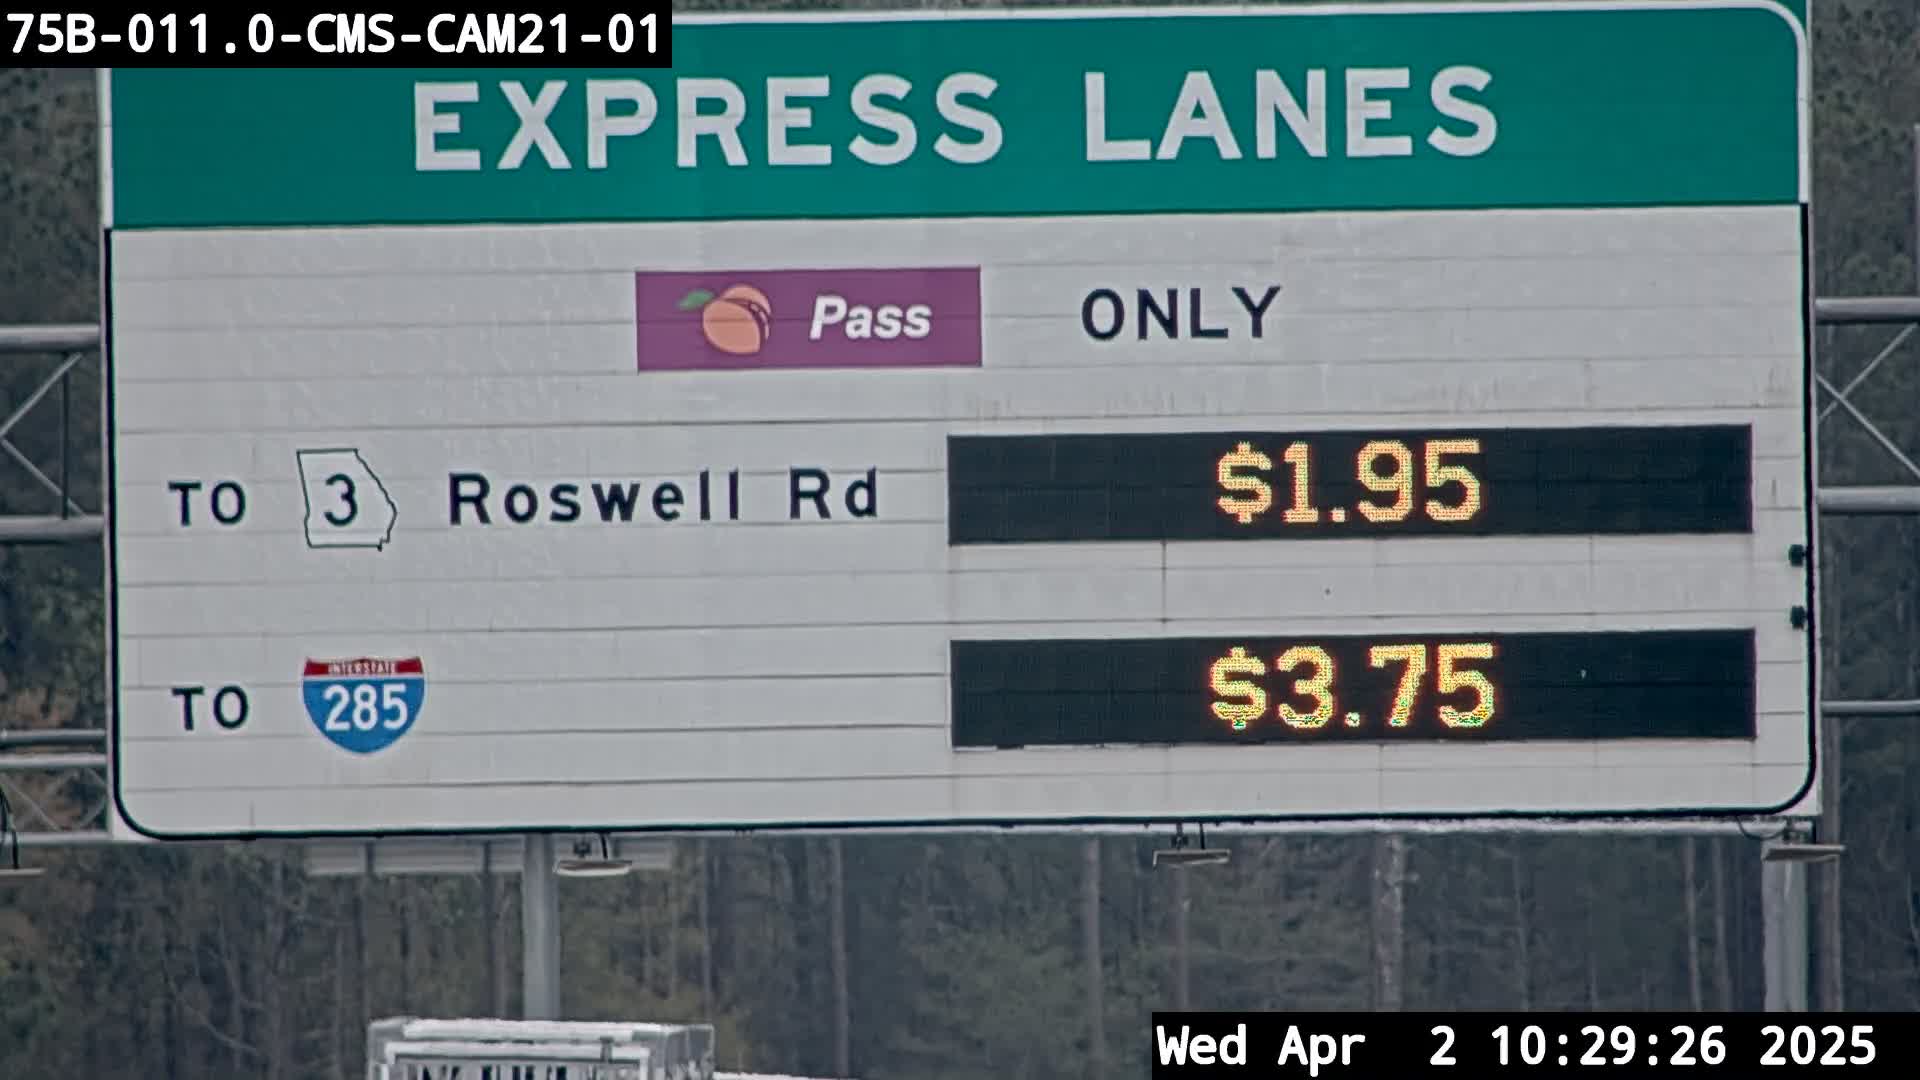 75B-011.0-CMS-CAM21-01
EXPRESS LANES
Pass ONLY
TO 3 Roswell Rd $1.95
INTERSTATE
TO 285 $3.75
Wed Apr 2 10:29:26 2025